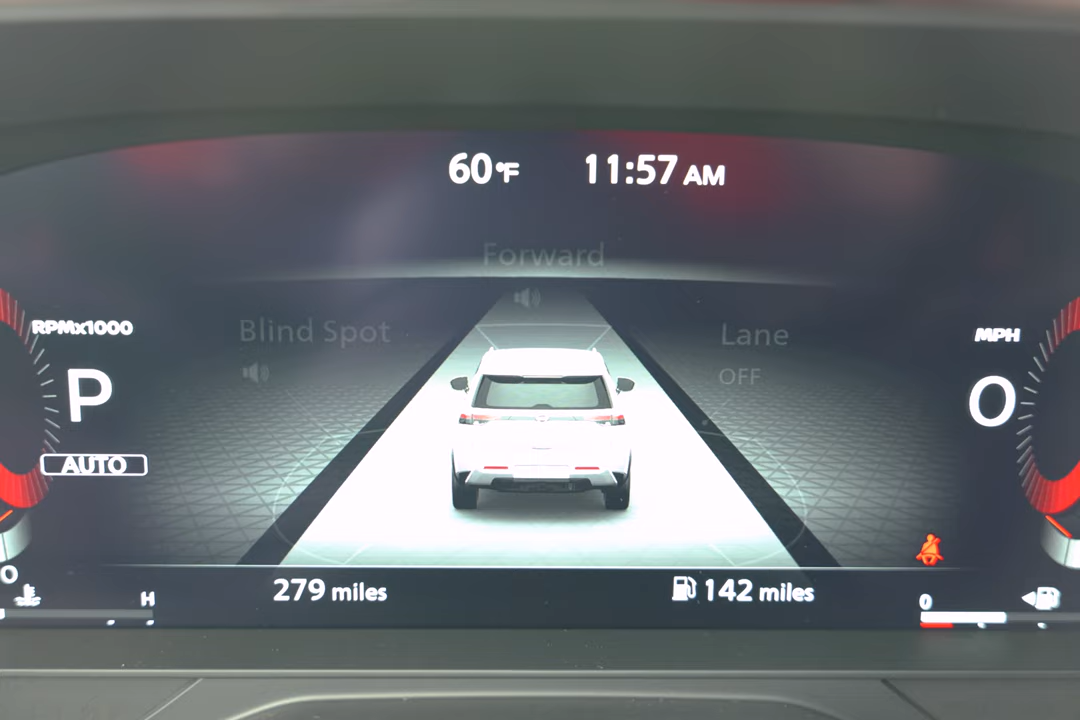 60°F 11:57 AM
Forward
RPMx1000
Blind Spot
Lane
MPH
OFF
P
0
AUTO
0
H
279 miles
142 miles
0